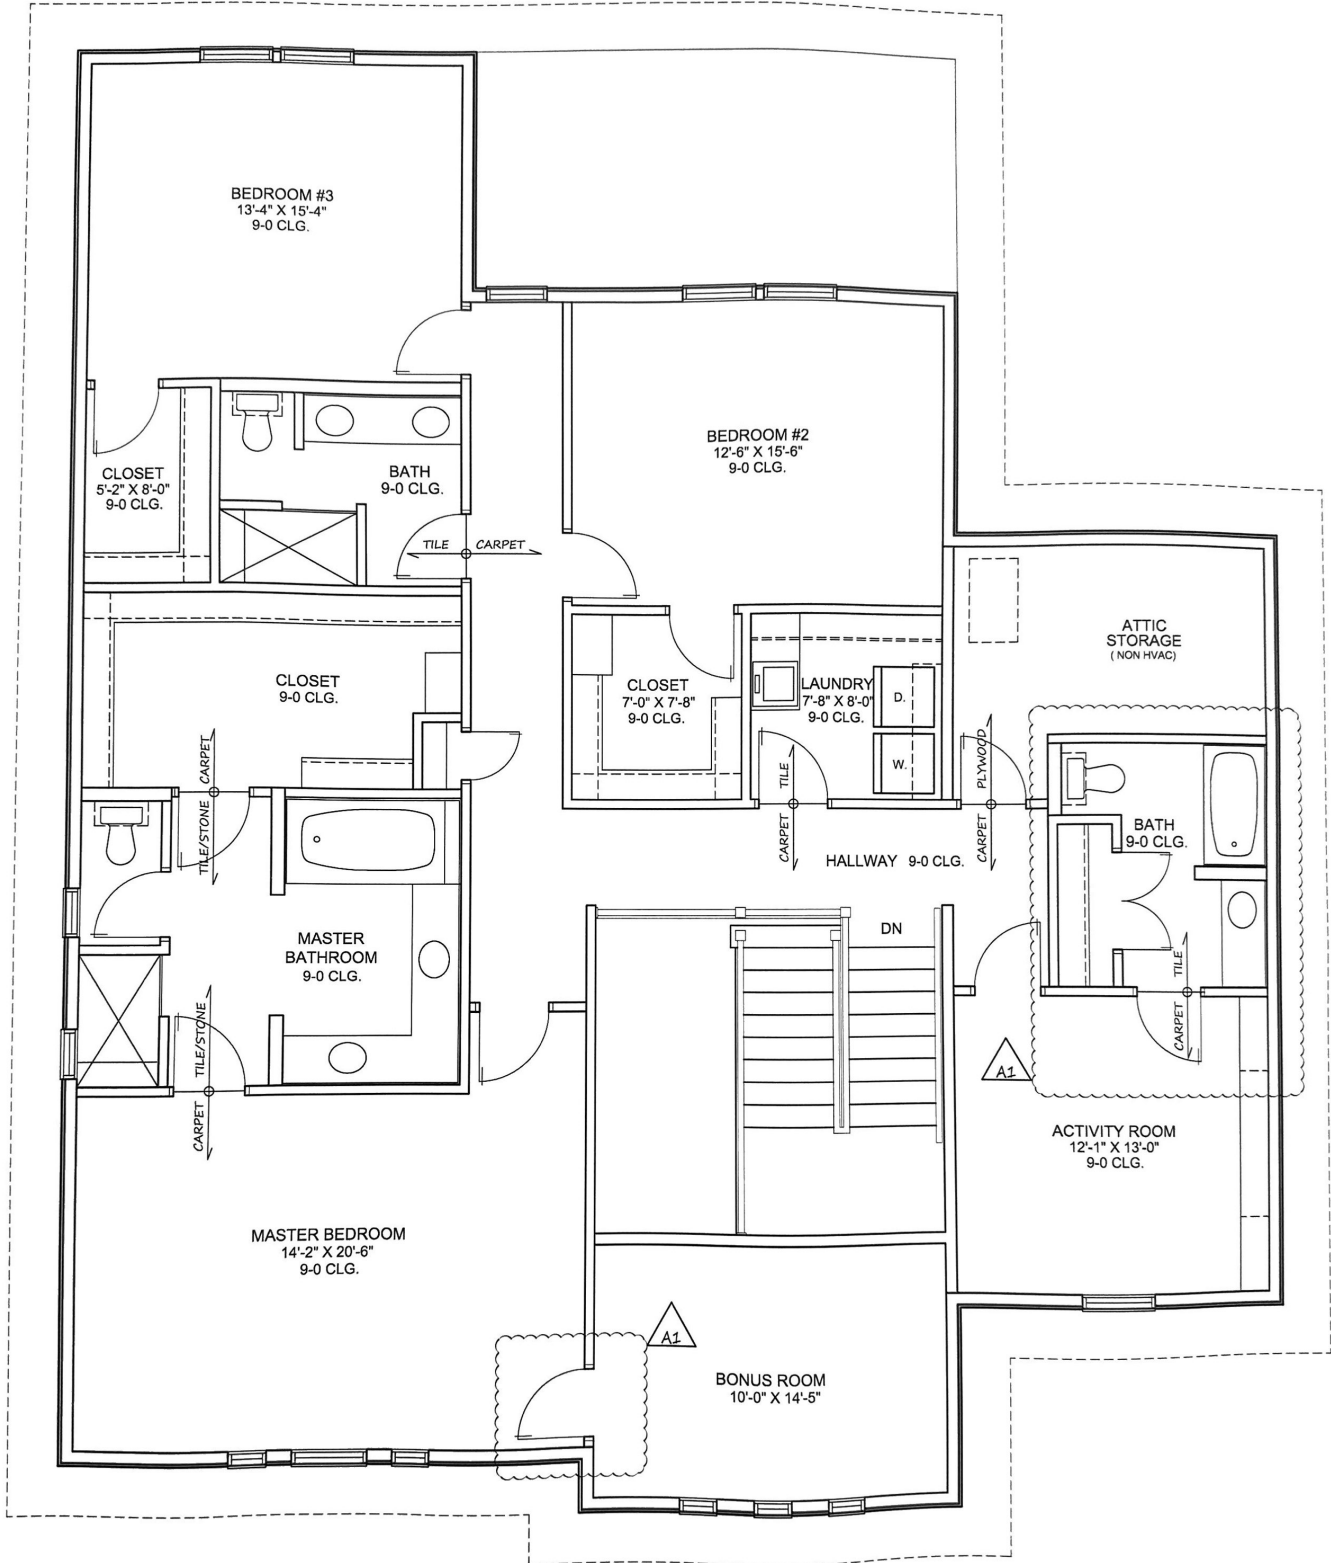 BEDROOM #3
13'-4" X 15'-4"
9-0 CLG.
BEDROOM #2
12'-6" X 15'-6"
9-0 CLG.
CLOSET
5'-2" X 8'-0"
9-0 CLG.
BATH
9-0 CLG.
TILE
CARPET
ATTIC
STORAGE
( NON HVAC)
CLOSET
9-0 CLG.
CLOSET
7'-0" X 7'-8"
9-0 CLG.
LAUNDRY
7'-8" X 8'-0"
9-0 CLG.
D.
W.
CARPET
TILE/STONE
TILE
CARPET
PLYWOOD
CARPET
HALLWAY 9-0 CLG.
BATH
9-0 CLG.
MASTER
BATHROOM
9-0 CLG.
DN
TILE
CARPET
TILE/STONE
CARPET
A1
ACTIVITY ROOM
12'-1" X 13'-0"
9-0 CLG.
MASTER BEDROOM
14'-2" X 20'-6"
9-0 CLG.
A1
BONUS ROOM
10'-0" X 14'-5"